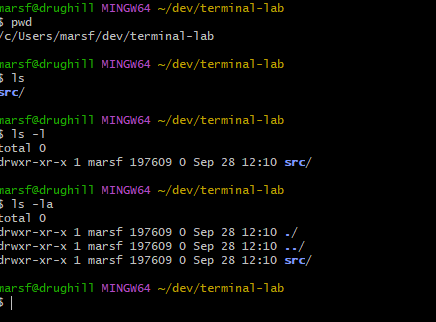 marsf@drughill MINGW64 ~/dev/terminal-lab
$ pwd
/c/Users/marsf/dev/terminal-lab
marsf@drughill MINGW64 ~/dev/terminal-lab
$ ls
src/
marsf@drughill MINGW64 ~/dev/terminal-lab
$ ls -l
total 0
drwxr-xr-x 1 marsf 197609 0 Sep 28 12:10 src/
marsf@drughill MINGW64 ~/dev/terminal-lab
$ ls -la
total 0
drwxr-xr-x 1 marsf 197609 0 Sep 28 12:10 ./
drwxr-xr-x 1 marsf 197609 0 Sep 28 12:10 ../
drwxr-xr-x 1 marsf 197609 0 Sep 28 12:10 src/
marsf@drughill MINGW64 ~/dev/terminal-lab
$